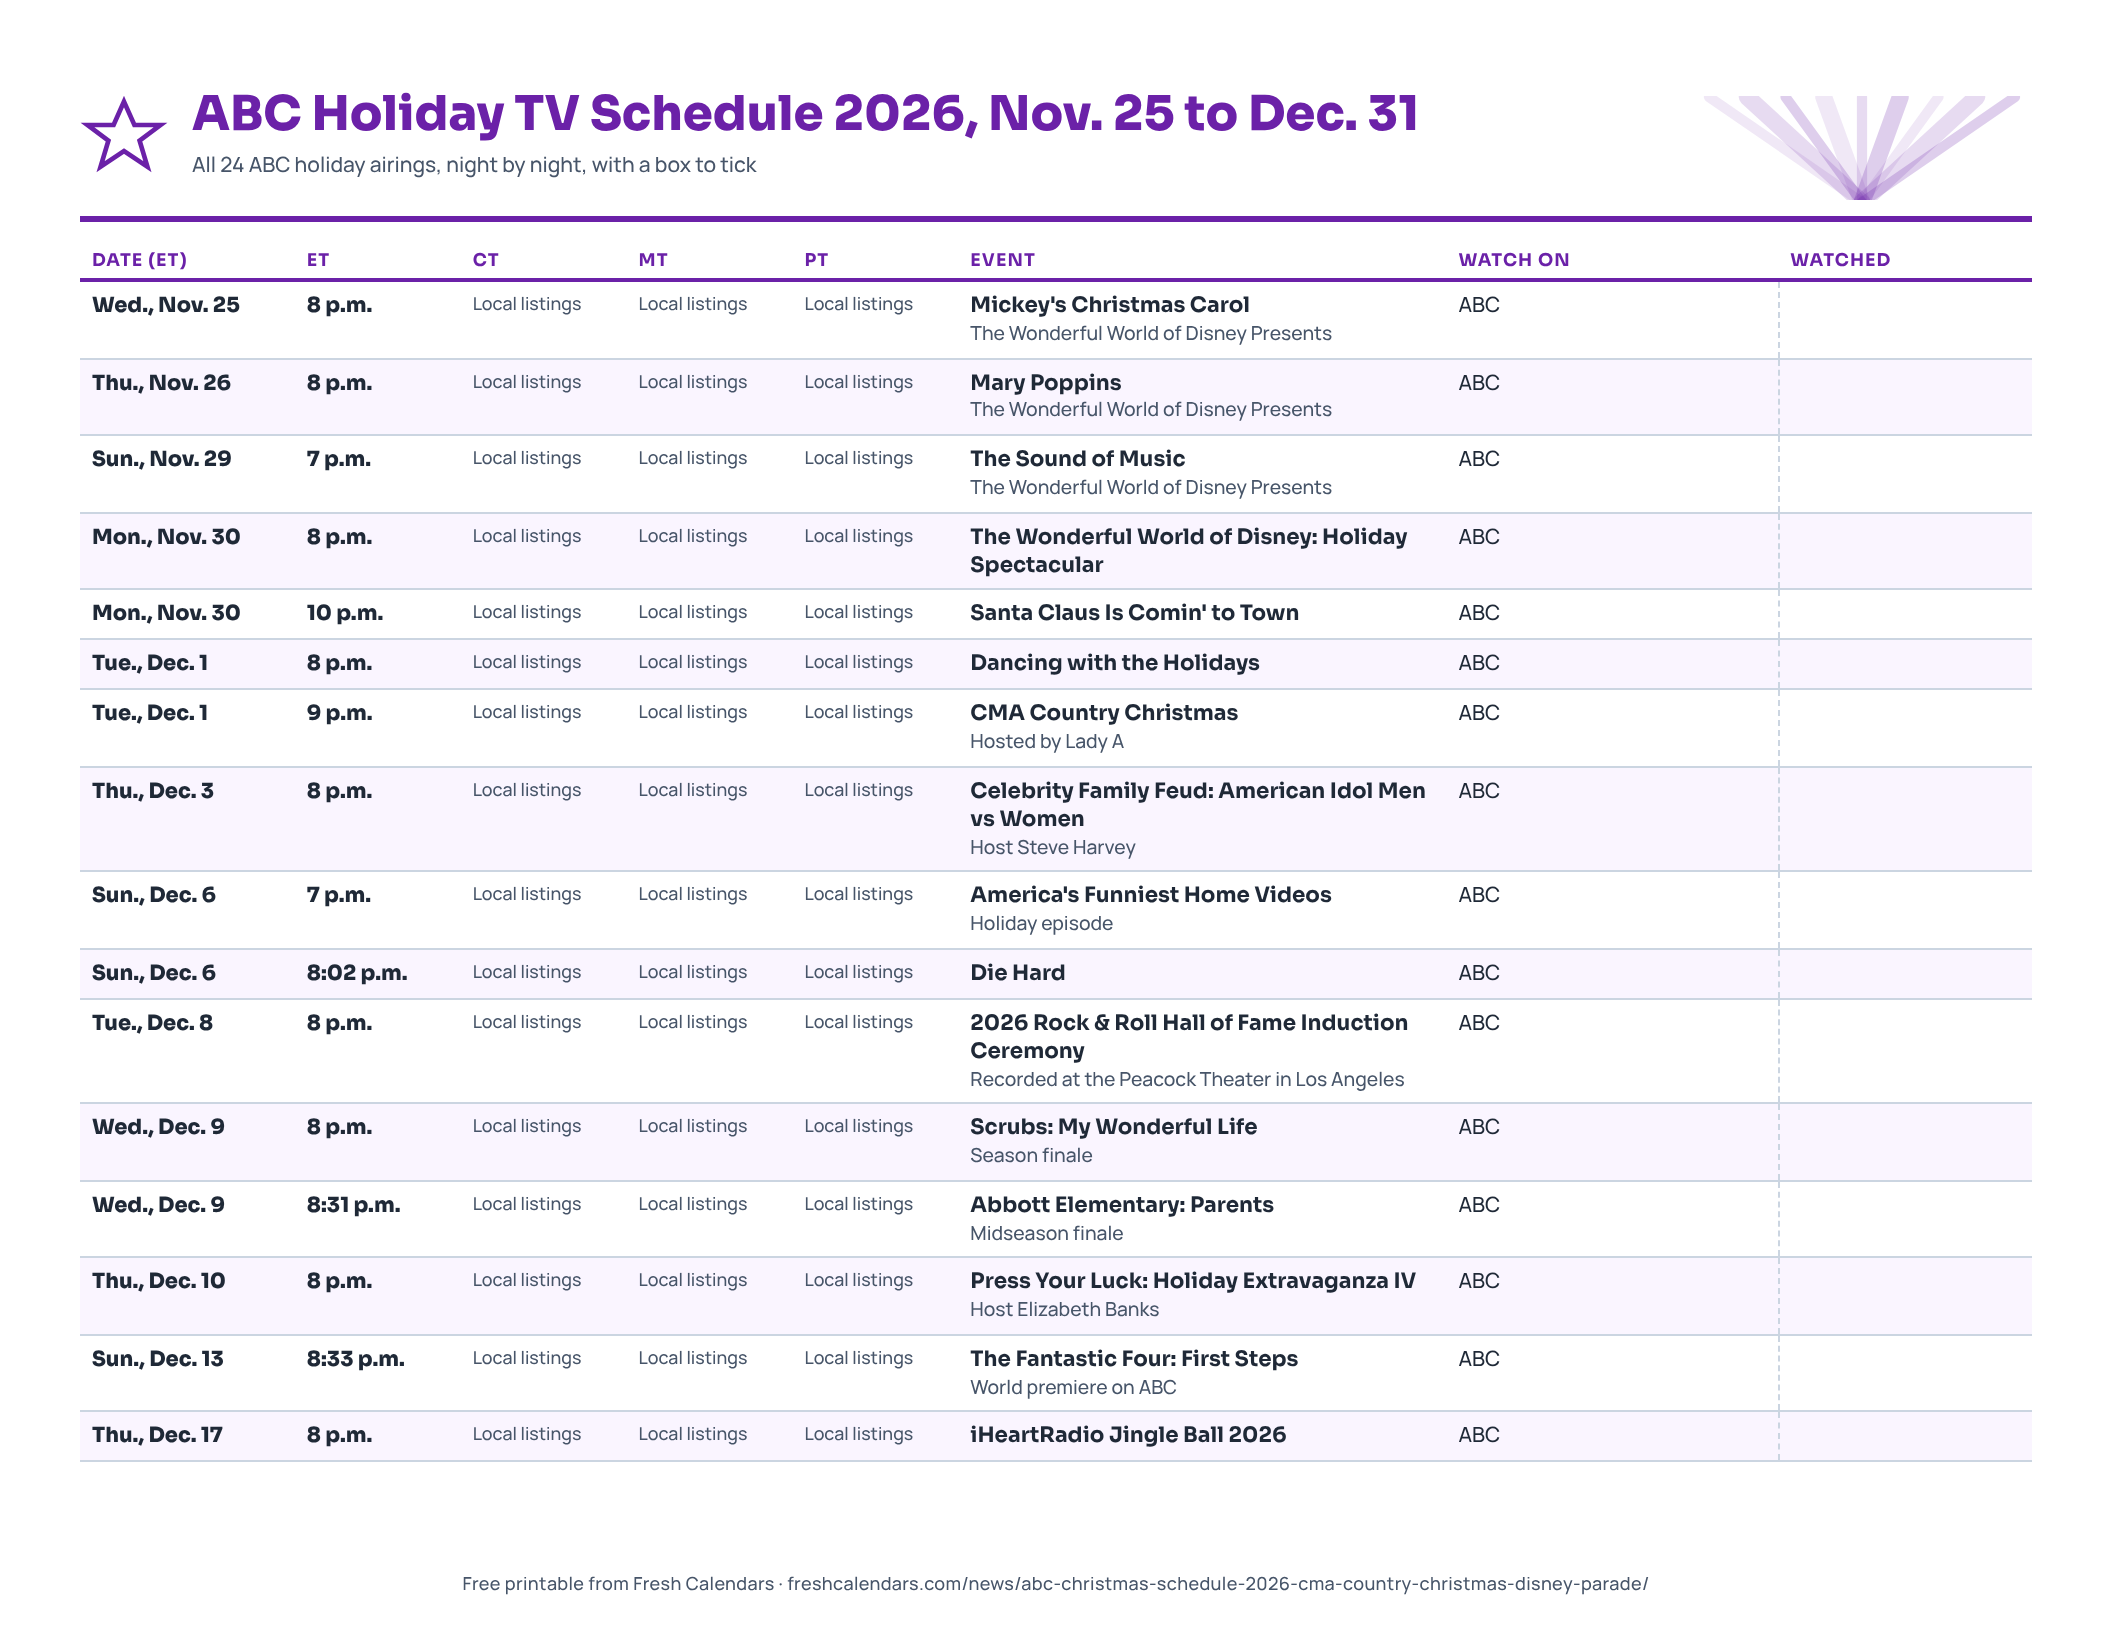 ABC Holiday TV Schedule 2026, Nov. 25 to Dec. 31
All 24 ABC holiday airings, night by night, with a box to tick
DATE (ET) ET CT MT PT EVENT WATCH ON WATCHED
Wed., Nov. 25 8 p.m. Local listings Local listings Local listings Mickey's Christmas Carol ABC
The Wonderful World of Disney Presents
Thu., Nov. 26 8 p.m. Local listings Local listings Local listings Mary Poppins ABC
The Wonderful World of Disney Presents
Sun., Nov. 29 7 p.m. Local listings Local listings Local listings The Sound of Music ABC
The Wonderful World of Disney Presents
Mon., Nov. 30 8 p.m. Local listings Local listings Local listings The Wonderful World of Disney: Holiday ABC
Spectacular
Mon., Nov. 30 10 p.m. Local listings Local listings Local listings Santa Claus Is Comin' to Town ABC
Tue., Dec. 1 8 p.m. Local listings Local listings Local listings Dancing with the Holidays ABC
Tue., Dec. 1 9 p.m. Local listings Local listings Local listings CMA Country Christmas ABC
Hosted by Lady A
Thu., Dec. 3 8 p.m. Local listings Local listings Local listings Celebrity Family Feud: American Idol Men ABC
vs Women
Host Steve Harvey
Sun., Dec. 6 7 p.m. Local listings Local listings Local listings America's Funniest Home Videos ABC
Holiday episode
Sun., Dec. 6 8:02 p.m. Local listings Local listings Local listings Die Hard ABC
Tue., Dec. 8 8 p.m. Local listings Local listings Local listings 2026 Rock & Roll Hall of Fame Induction ABC
Ceremony
Recorded at the Peacock Theater in Los Angeles
Wed., Dec. 9 8 p.m. Local listings Local listings Local listings Scrubs: My Wonderful Life ABC
Season finale
Wed., Dec. 9 8:31 p.m. Local listings Local listings Local listings Abbott Elementary: Parents ABC
Midseason finale
Thu., Dec. 10 8 p.m. Local listings Local listings Local listings Press Your Luck: Holiday Extravaganza IV ABC
Host Elizabeth Banks
Sun., Dec. 13 8:33 p.m. Local listings Local listings Local listings The Fantastic Four: First Steps ABC
World premiere on ABC
Thu., Dec. 17 8 p.m. Local listings Local listings Local listings iHeartRadio Jingle Ball 2026 ABC
Free printable from Fresh Calendars · freshcalendars.com/news/abc-christmas-schedule-2026-cma-country-christmas-disney-parade/